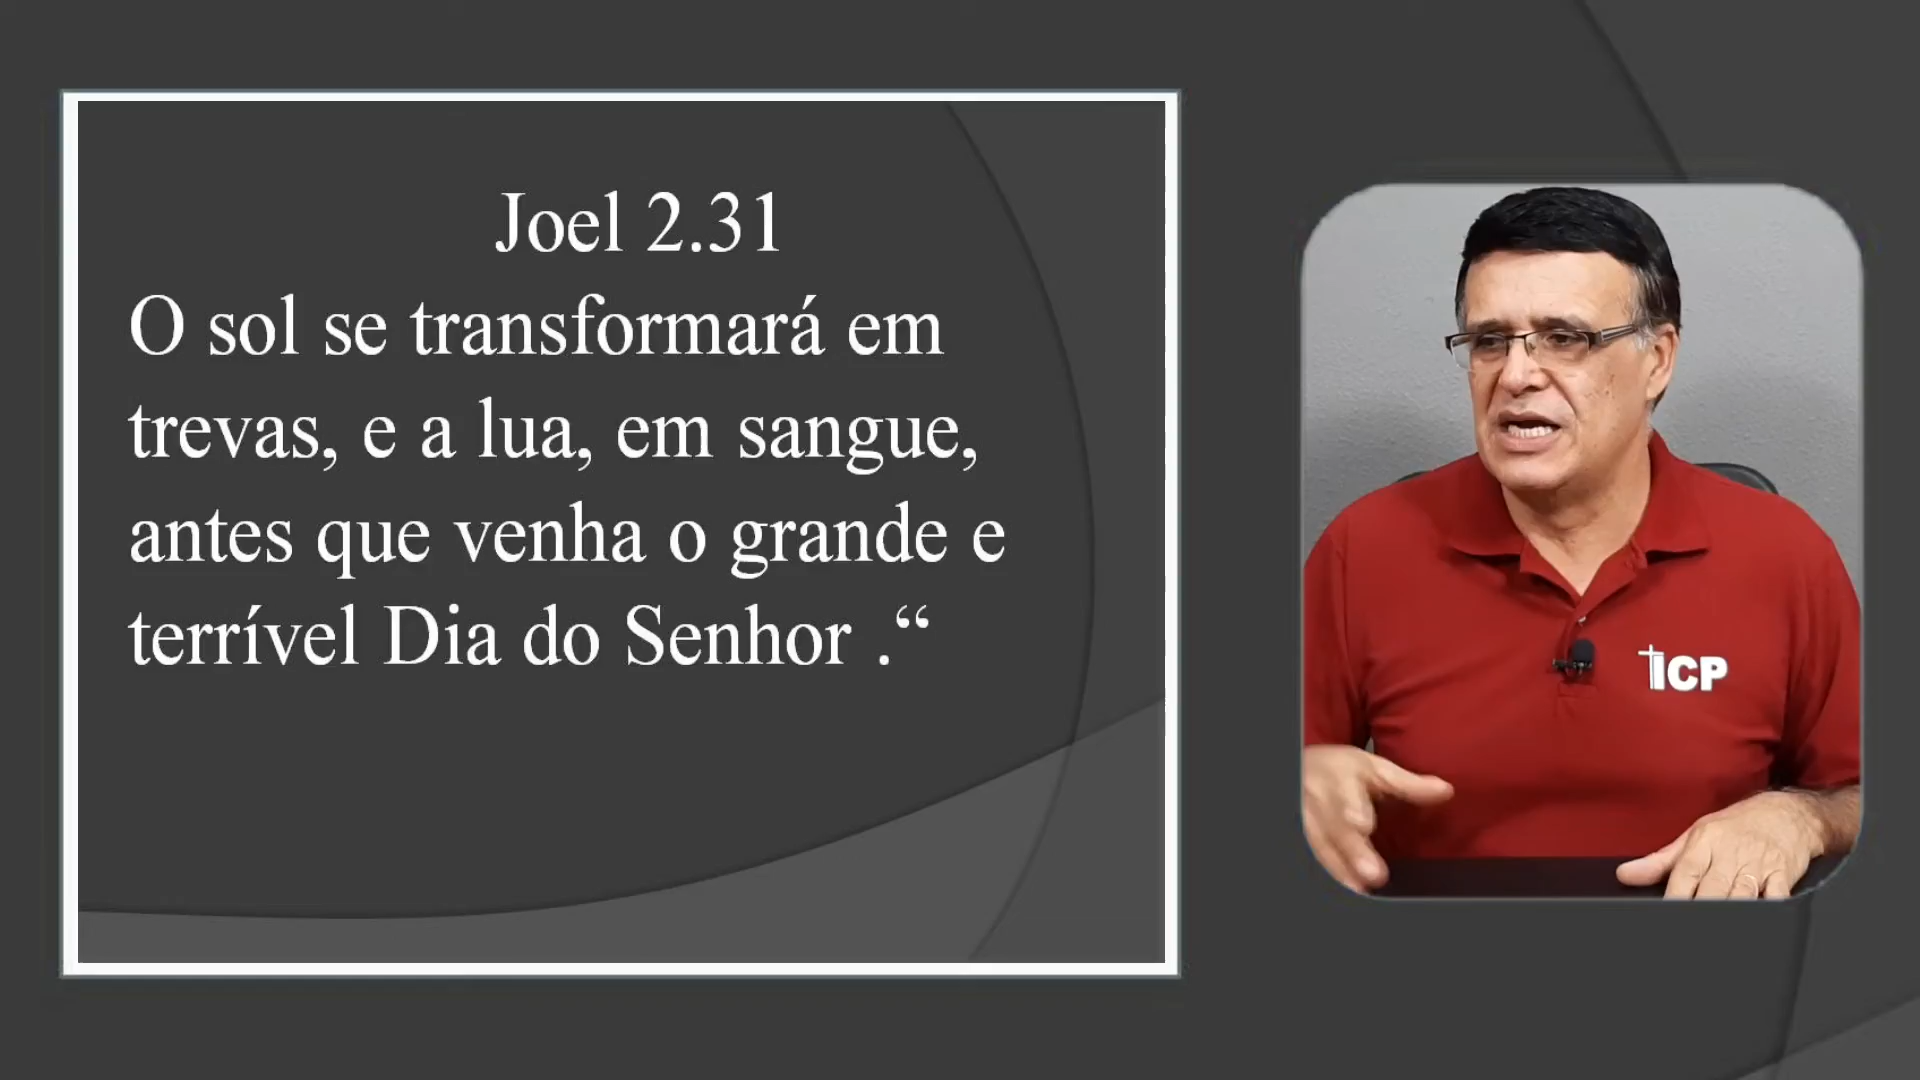 Joel 2.31
O sol se transformará em
trevas, e a lua, em sangue,
antes que venha o grande e
terrível Dia do Senhor .“
ICP